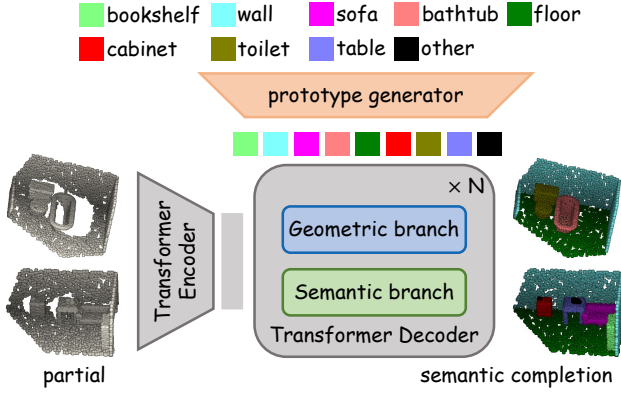 bookshelf wall sofa bathtub floor
cabinet toilet table other
prototype generator
× N
Transformer Encoder
Geometric branch
Semantic branch
Transformer Decoder
partial
semantic completion